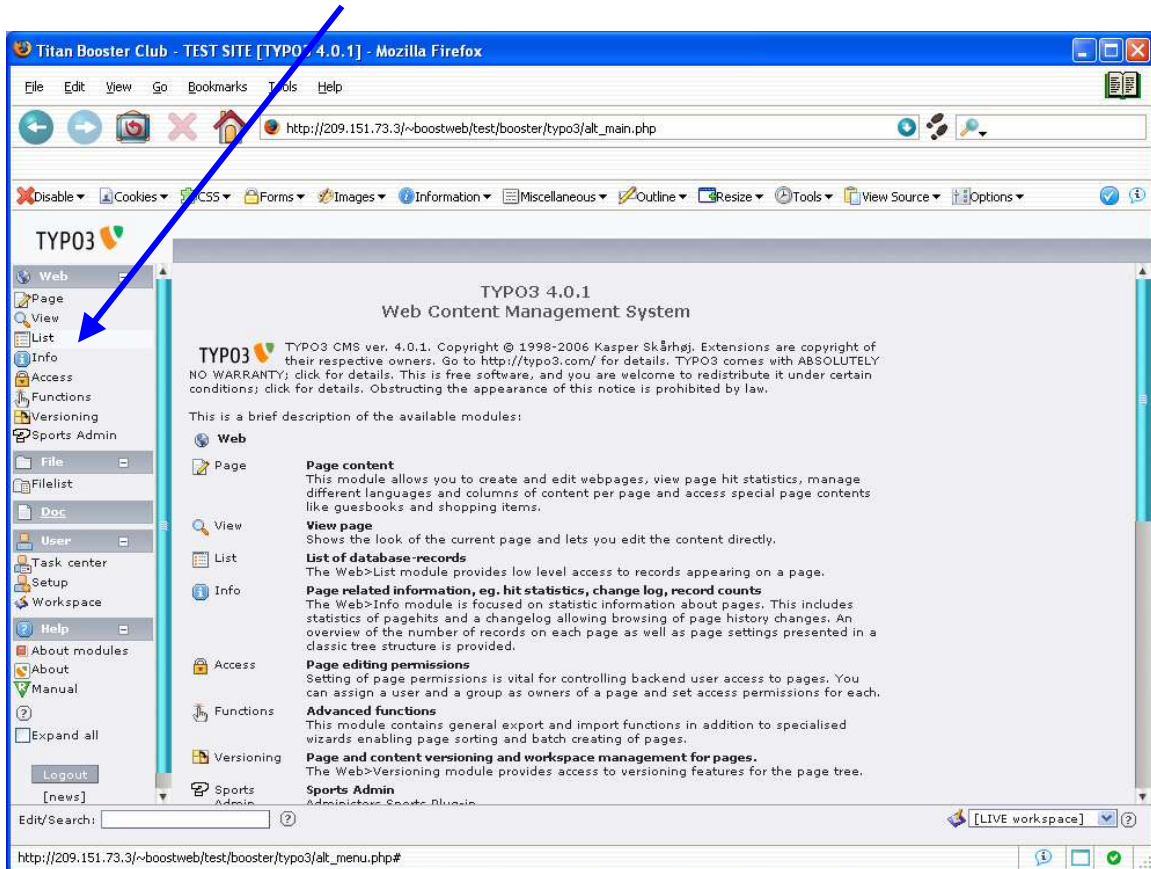 Titan Booster Club - TEST SITE [TYPO3 4.0.1] - Mozilla Firefox
File Edit View Go Bookmarks Tools Help
http://209.151.73.3/~boostweb/test/booster/typo3/alt_main.php
Disable Cookies CSS Forms Images Information Miscellaneous Outline Resize Tools View Source Options
TYPO3
Web
Page
View
List
Info
Access
Functions
Versioning
Sports Admin
File
Filelist
Doc
User
Task center
Setup
Workspace
Help
About modules
About
Manual
Expand all
Logout
[news]
TYPO3 4.0.1
Web Content Management System
TYPO3
TYPO3 CMS ver. 4.0.1. Copyright © 1998-2006 Kasper Skårhøj. Extensions are copyright of
their respective owners. Go to http://typo3.com/ for details. TYPO3 comes with ABSOLUTELY
NO WARRANTY; click for details. This is free software, and you are welcome to redistribute it under certain
conditions; click for details. Obstructing the appearance of this notice is prohibited by law.
This is a brief description of the available modules:
Web
Page Page content
This module allows you to create and edit webpages, view page hit statistics, manage
different languages and columns of content per page and access special page contents
like guesbooks and shopping items.
View View page
Shows the look of the current page and lets you edit the content directly.
List List of database-records
The Web>List module provides low level access to records appearing on a page.
Info Page related information, eg. hit statistics, change log, record counts
The Web>Info module is focused on statistic information about pages. This includes
statistics of pagehits and a changelog allowing browsing of page history changes. An
overview of the number of records on each page as well as page settings presented in a
classic tree structure is provided.
Access Page editing permissions
Setting of page permissions is vital for controlling backend user access to pages. You
can assign a user and a group as owners of a page and set access permissions for each.
Functions Advanced functions
This module contains general export and import functions in addition to specialised
wizards enabling page sorting and batch creating of pages.
Versioning Page and content versioning and workspace management for pages.
The Web>Versioning module provides access to versioning features for the page tree.
Sports Sports Admin
Admin Administers Sports Plug-in
Edit/Search: [LIVE workspace]
http://209.151.73.3/~boostweb/test/booster/typo3/alt_menu.php#